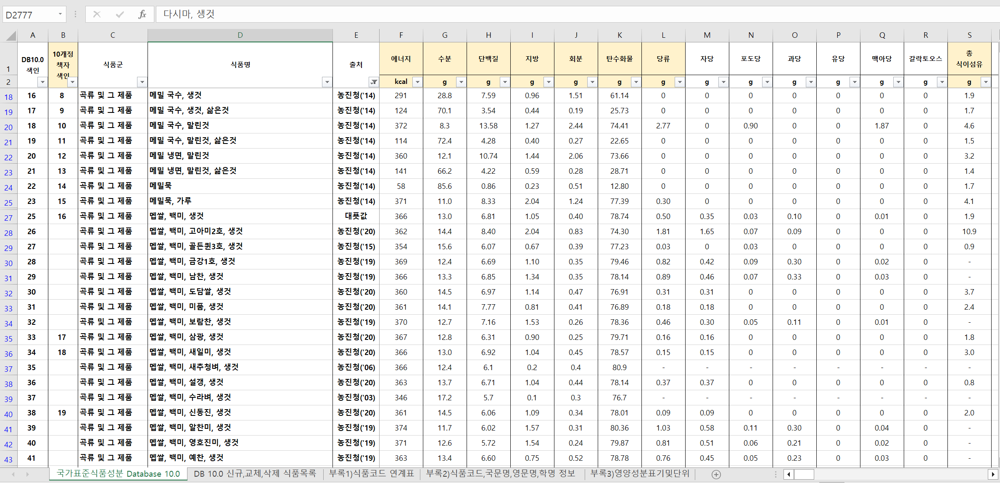 D2777 fx 다시마, 생것
A B C D E F G H I J K L M N O P Q R S
1 DB10.0 색인 10개정 책자 색인 식품군 식품명 출처 에너지 수분 단백질 지방 회분 탄수화물 당류 자당 포도당 과당 유당 맥아당 갈락토오스 총 식이섬유
2 kcal g g g g g g g g g g g g g
18 16 8 곡류 및 그 제품 메밀 국수, 생것 농진청('14) 291 28.8 7.59 0.96 1.51 61.14 0 0 0 0 0 0 0 1.9
19 17 9 곡류 및 그 제품 메밀 국수, 생것, 삶은것 농진청('14) 124 70.1 3.54 0.44 0.19 25.73 0 0 0 0 0 0 0 1.7
20 18 10 곡류 및 그 제품 메밀 국수, 말린것 농진청('14) 372 8.3 13.58 1.27 2.44 74.41 2.77 0 0.90 0 0 1.87 0 4.6
21 19 11 곡류 및 그 제품 메밀 국수, 말린것, 삶은것 농진청('14) 114 72.4 4.28 0.40 0.27 22.65 0 0 0 0 0 0 0 1.5
22 20 12 곡류 및 그 제품 메밀 냉면, 말린것 농진청('14) 360 12.1 10.74 1.44 2.06 73.66 0 0 0 0 0 0 0 3.2
23 21 13 곡류 및 그 제품 메밀 냉면, 말린것, 삶은것 농진청('14) 141 66.2 4.22 0.59 0.28 28.71 0 0 0 0 0 0 0 1.4
24 22 14 곡류 및 그 제품 메밀묵 농진청('14) 58 85.6 0.86 0.23 0.51 12.80 0 0 0 0 0 0 0 1.7
25 23 15 곡류 및 그 제품 메밀묵, 가루 농진청('14) 371 11.0 8.33 2.04 1.24 77.39 0.30 0 0 0 0 0 0 4.1
27 25 16 곡류 및 그 제품 멥쌀, 백미, 생것 대푯값 366 13.0 6.81 1.05 0.40 78.74 0.50 0.35 0.03 0.10 0 0.01 0 1.9
28 26 곡류 및 그 제품 멥쌀, 백미, 고아미2호, 생것 농진청('20) 362 14.4 8.40 2.04 0.83 74.30 1.81 1.65 0.07 0.09 0 0 0 10.9
29 27 곡류 및 그 제품 멥쌀, 백미, 골든퀸3호, 생것 농진청('15) 354 15.6 6.07 0.67 0.39 77.23 0.03 0 0.03 0 0 0 0 0.9
30 28 곡류 및 그 제품 멥쌀, 백미, 금강1호, 생것 농진청('19) 369 12.4 6.69 1.10 0.35 79.46 0.82 0.42 0.09 0.30 0 0.02 0 -
31 29 곡류 및 그 제품 멥쌀, 백미, 남찬, 생것 농진청('19) 366 13.3 6.85 1.34 0.35 78.14 0.89 0.46 0.07 0.33 0 0.03 0 -
32 30 곡류 및 그 제품 멥쌀, 백미, 도담쌀, 생것 농진청('20) 360 14.5 6.97 1.14 0.47 76.91 0.31 0.31 0 0 0 0 0 3.7
33 31 곡류 및 그 제품 멥쌀, 백미, 미품, 생것 농진청('20) 361 14.1 7.77 0.81 0.41 76.89 0.18 0.18 0 0 0 0 0 2.4
34 32 곡류 및 그 제품 멥쌀, 백미, 보람찬, 생것 농진청('19) 370 12.7 7.16 1.53 0.26 78.36 0.46 0.30 0.05 0.11 0 0.01 0 -
35 33 17 곡류 및 그 제품 멥쌀, 백미, 삼광, 생것 농진청('20) 367 12.8 6.31 0.90 0.25 79.71 0.16 0.16 0 0 0 0 0 1.8
36 34 18 곡류 및 그 제품 멥쌀, 백미, 새일미, 생것 농진청('20) 366 13.0 6.92 1.04 0.45 78.57 0.15 0.15 0 0 0 0 0 3.0
37 35 곡류 및 그 제품 멥쌀, 백미, 새추청벼, 생것 농진청('06) 366 12.4 6.1 0.2 0.4 80.9 - - - - - - - -
38 36 곡류 및 그 제품 멥쌀, 백미, 설갱, 생것 농진청('20) 363 13.7 6.71 1.04 0.44 78.14 0.37 0.37 0 0 0 0 0 0.8
39 37 곡류 및 그 제품 멥쌀, 백미, 수라벼, 생것 농진청('03) 346 17.2 5.7 0.1 0.3 76.7 - - - - - - - -
40 38 19 곡류 및 그 제품 멥쌀, 백미, 신동진, 생것 농진청('20) 361 14.5 6.06 1.09 0.34 78.01 0.09 0.09 0 0 0 0 0 2.0
41 39 곡류 및 그 제품 멥쌀, 백미, 알찬미, 생것 농진청('19) 374 11.7 6.02 1.57 0.31 80.36 1.03 0.58 0.11 0.30 0 0.04 0 -
42 40 곡류 및 그 제품 멥쌀, 백미, 영호진미, 생것 농진청('19) 371 12.6 5.72 1.54 0.24 79.87 0.81 0.51 0.06 0.21 0 0.02 0 -
43 41 곡류 및 그 제품 멥쌀, 백미, 예찬, 생것 농진청('19) 363 13.4 6.60 0.75 0.52 78.78 0.76 0.45 0.05 0.23 0 0.03 0 -
국가표준식품성분 Database 10.0 DB 10.0 신규,교체,삭제 식품목록 부록1)식품코드 연계표 부록2)식품코드,국문명,영문명,학명 정보 부록3)영양성분표기및단위